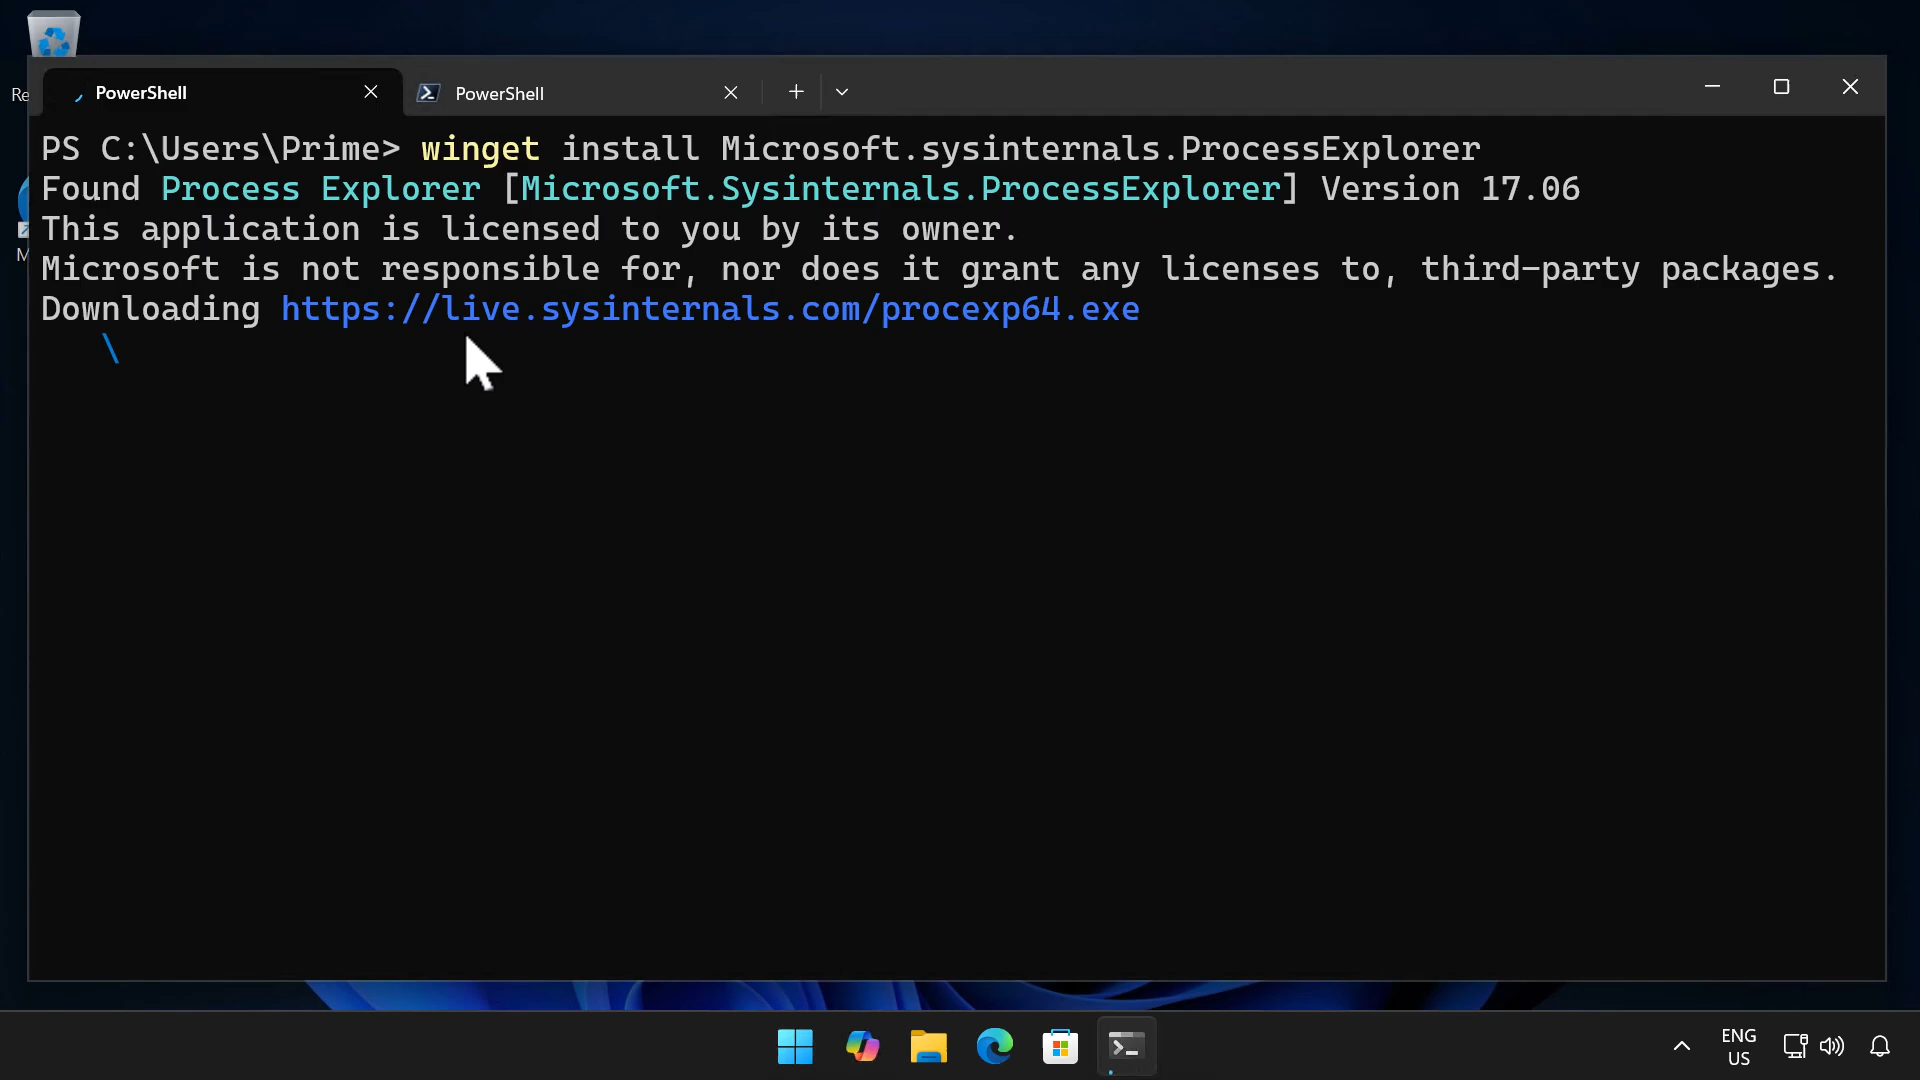 Re
PowerShell
PowerShell
PS C:\Users\Prime> winget install Microsoft.sysinternals.ProcessExplorer
Found Process Explorer [Microsoft.Sysinternals.ProcessExplorer] Version 17.06
This application is licensed to you by its owner.
Microsoft is not responsible for, nor does it grant any licenses to, third-party packages.
Downloading https://live.sysinternals.com/procexp64.exe
\
M
ENG
US